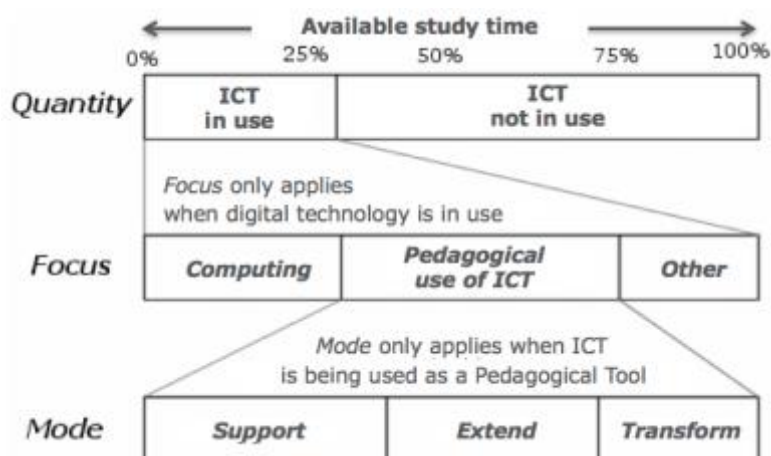 Available study time
0% 25% 50% 75% 100%
Quantity
ICT
in use
ICT
not in use
Focus only applies
when digital technology is in use
Focus
Computing
Pedagogical
use of ICT
Other
Mode only applies when ICT
is being used as a Pedagogical Tool
Mode
Support
Extend
Transform